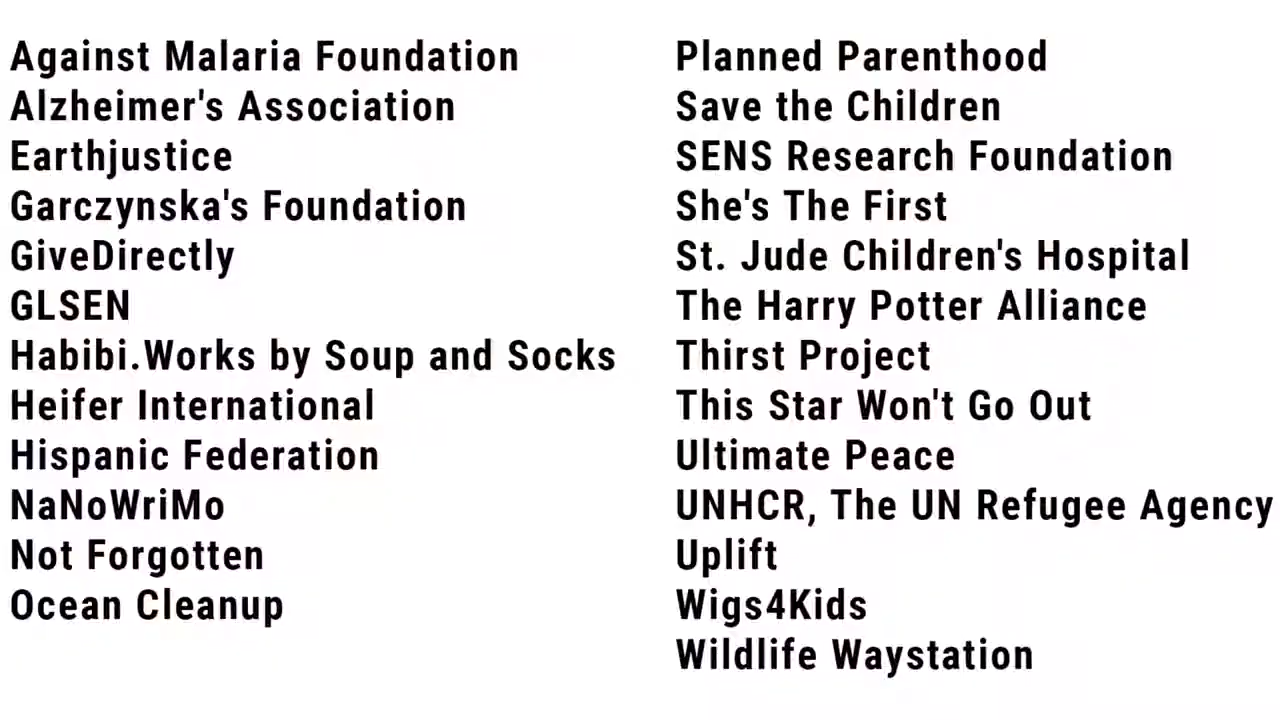 Against Malaria Foundation
Alzheimer's Association
Earthjustice
Garczynska's Foundation
GiveDirectly
GLSEN
Habibi.Works by Soup and Socks
Heifer International
Hispanic Federation
NaNoWriMo
Not Forgotten
Ocean Cleanup
Planned Parenthood
Save the Children
SENS Research Foundation
She's The First
St. Jude Children's Hospital
The Harry Potter Alliance
Thirst Project
This Star Won't Go Out
Ultimate Peace
UNHCR, The UN Refugee Agency
Uplift
Wigs4Kids
Wildlife Waystation